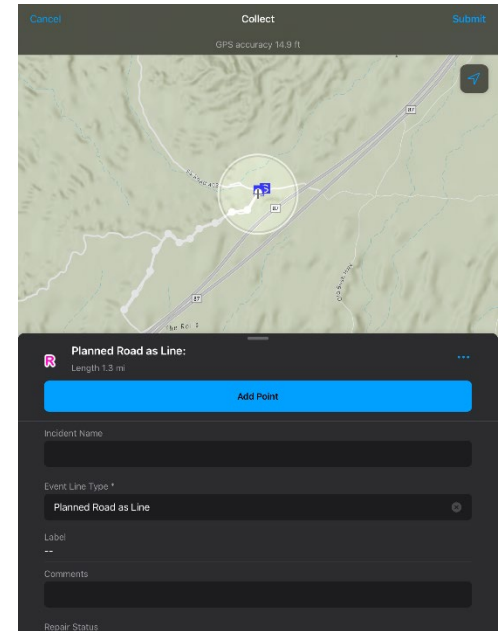 Cancel Collect Submit
GPS accuracy 14.9 ft
87
87
87
R
Planned Road as Line:
Length 1.3 mi
Add Point
Incident Name
Event Line Type *
Planned Road as Line
Label
--
Comments
Repair Status